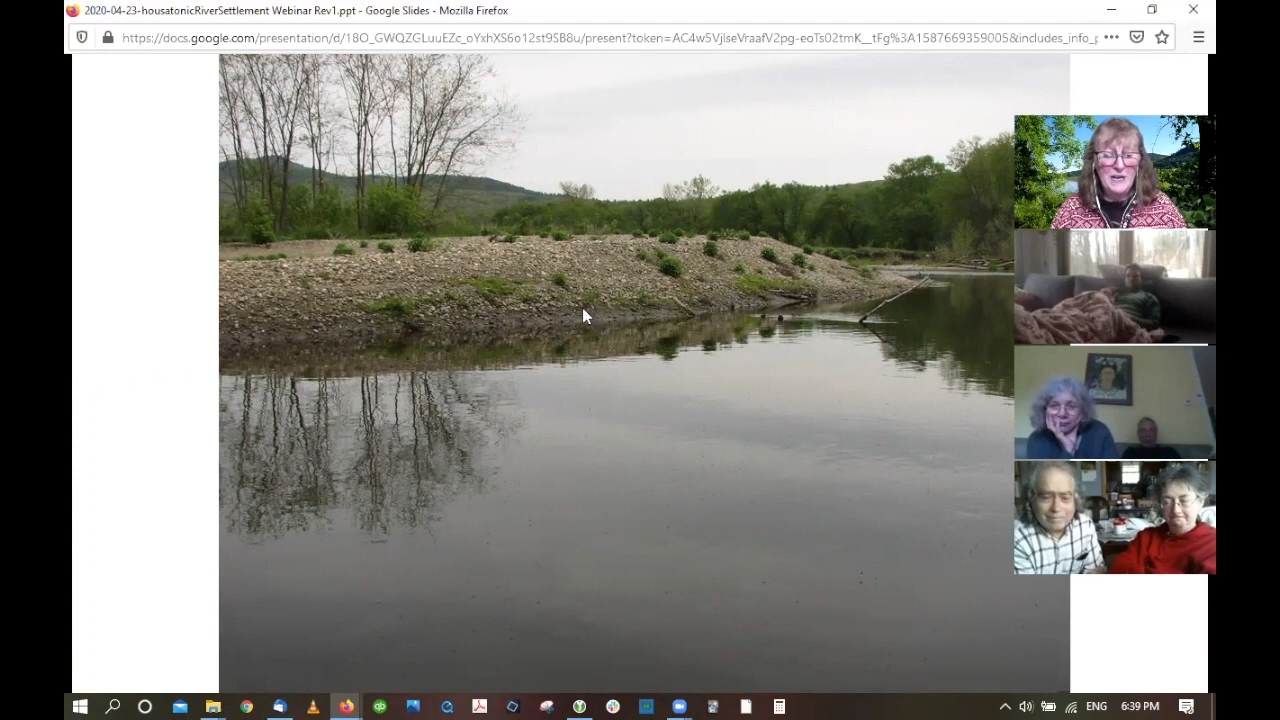 2020-04-23-housatonicRiverSettlement Webinar Rev1.ppt - Google Slides - Mozilla Firefox
https://docs.google.com/presentation/d/18O_GWQZGLuuEZc_oYxhXS6o12st9SB8u/present?token=AC4w5VjlseVraafV2pg-eoTs02tmK__tFg%3A1587669359005&includes_info_p
ENG 6:39 PM